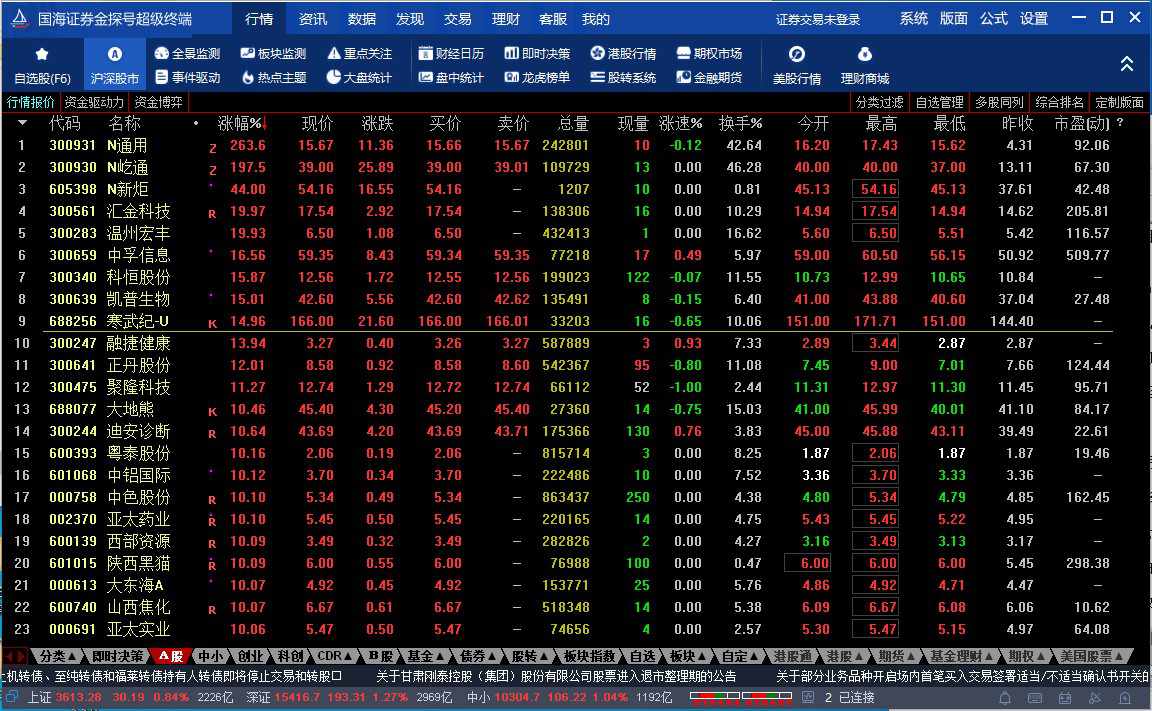 国海证券金探号超级终端 行情 资讯 数据 发现 交易 理财 客服 我的 证券交易未登录 系统 版面 公式 设置
全景监测 板块监测 重点关注 财经日历 即时决策 港股行情 期权市场
自选股(F6) 沪深股市 事件驱动 热点主题 大盘统计 盘中统计 龙虎榜单 股转系统 金融期货 美股行情 理财商城
行情报价 资金驱动力 资金博弈 分类过滤 自选管理 多股同列 综合排名 定制版面
代码 名称 涨幅%↓ 现价 涨跌 买价 卖价 总量 现量 涨速% 换手% 今开 最高 最低 昨收 市盈(动) ?
1 300931 N通用 Z 263.6 15.67 11.36 15.66 15.67 242801 10 -0.12 42.64 16.20 17.43 15.62 4.31 92.06
2 300930 N屹通 Z 197.5 39.00 25.89 39.00 39.01 109729 13 0.00 46.28 40.00 40.00 37.00 13.11 67.30
3 605398 N新炬 44.00 54.16 16.55 54.16 — 1207 10 0.00 0.81 45.13 54.16 45.13 37.61 42.48
4 300561 汇金科技 R 19.97 17.54 2.92 17.54 — 138306 16 0.00 10.29 14.94 17.54 14.94 14.62 205.81
5 300283 温州宏丰 19.93 6.50 1.08 6.50 — 432413 1 0.00 16.62 5.60 6.50 5.51 5.42 116.57
6 300659 中孚信息 16.56 59.35 8.43 59.34 59.35 77218 17 0.49 5.97 59.00 60.50 56.15 50.92 509.77
7 300340 科恒股份 15.87 12.56 1.72 12.55 12.56 199023 122 -0.07 11.55 10.73 12.99 10.65 10.84 —
8 300639 凯普生物 15.01 42.60 5.56 42.60 42.62 135491 8 -0.15 6.40 41.00 43.88 40.60 37.04 27.48
9 688256 寒武纪-U K 14.96 166.00 21.60 166.00 166.01 33203 16 -0.65 10.06 151.00 171.71 151.00 144.40 —
10 300247 融捷健康 13.94 3.27 0.40 3.26 3.27 587889 3 0.93 7.33 2.89 3.44 2.87 2.87 —
11 300641 正丹股份 12.01 8.58 0.92 8.58 8.60 542367 95 -0.80 11.08 7.45 9.00 7.01 7.66 124.44
12 300475 聚隆科技 11.27 12.74 1.29 12.72 12.74 66112 52 -1.00 2.44 11.31 12.97 11.30 11.45 95.71
13 688077 大地熊 K 10.46 45.40 4.30 45.20 45.40 27360 14 -0.75 15.03 41.00 45.99 40.01 41.10 84.17
14 300244 迪安诊断 R 10.64 43.69 4.20 43.69 43.71 175366 130 0.76 3.83 45.00 45.88 43.11 39.49 22.61
15 600393 粤泰股份 10.16 2.06 0.19 2.06 — 815714 3 0.00 8.25 1.87 2.06 1.87 1.87 19.46
16 601068 中铝国际 10.12 3.70 0.34 3.70 — 222486 10 0.00 7.52 3.36 3.70 3.33 3.36 —
17 000758 中色股份 R 10.10 5.34 0.49 5.34 — 863437 250 0.00 4.38 4.80 5.34 4.79 4.85 162.45
18 002370 亚太药业 R 10.10 5.45 0.50 5.45 — 220165 14 0.00 4.75 5.43 5.45 5.22 4.95 —
19 600139 西部资源 R 10.09 3.49 0.32 3.49 — 282826 2 0.00 4.27 3.16 3.49 3.13 3.17 —
20 601015 陕西黑猫 R 10.09 6.00 0.55 6.00 — 76988 100 0.00 0.47 6.00 6.00 6.00 5.45 298.38
21 000613 大东海A 10.07 4.92 0.45 4.92 — 153771 25 0.00 5.76 4.86 4.92 4.71 4.47 —
22 600740 山西焦化 R 10.07 6.67 0.61 6.67 — 518348 14 0.00 5.38 6.09 6.67 6.08 6.06 10.62
23 000691 亚太实业 10.06 5.47 0.50 5.47 — 74656 4 0.00 2.57 5.30 5.47 5.15 4.97 64.08
分类▲ 即时决策 A股 中小 创业 科创 CDR▲ B股 基金▲ 债券▲ 股转▲ 板块指数 自选 板块▲ 自定▲ 港股通 港股▲ 期货▲ 基金理财▲ 期权▲ 美国股票▲
机转债、至纯转债和福莱转债持有人转债即将停止交易和转股口 关于甘肃刚泰控股（集团）股份有限公司股票进入退市整理期的公告 关于部分业务品种开启场内首笔买入交易签署适当/不适当确认书开关的
上证 3613.28 30.19 0.84% 2226亿 深证 15416.7 193.31 1.27% 2969亿 中小 10304.7 106.22 1.04% 1192亿 2 已连接